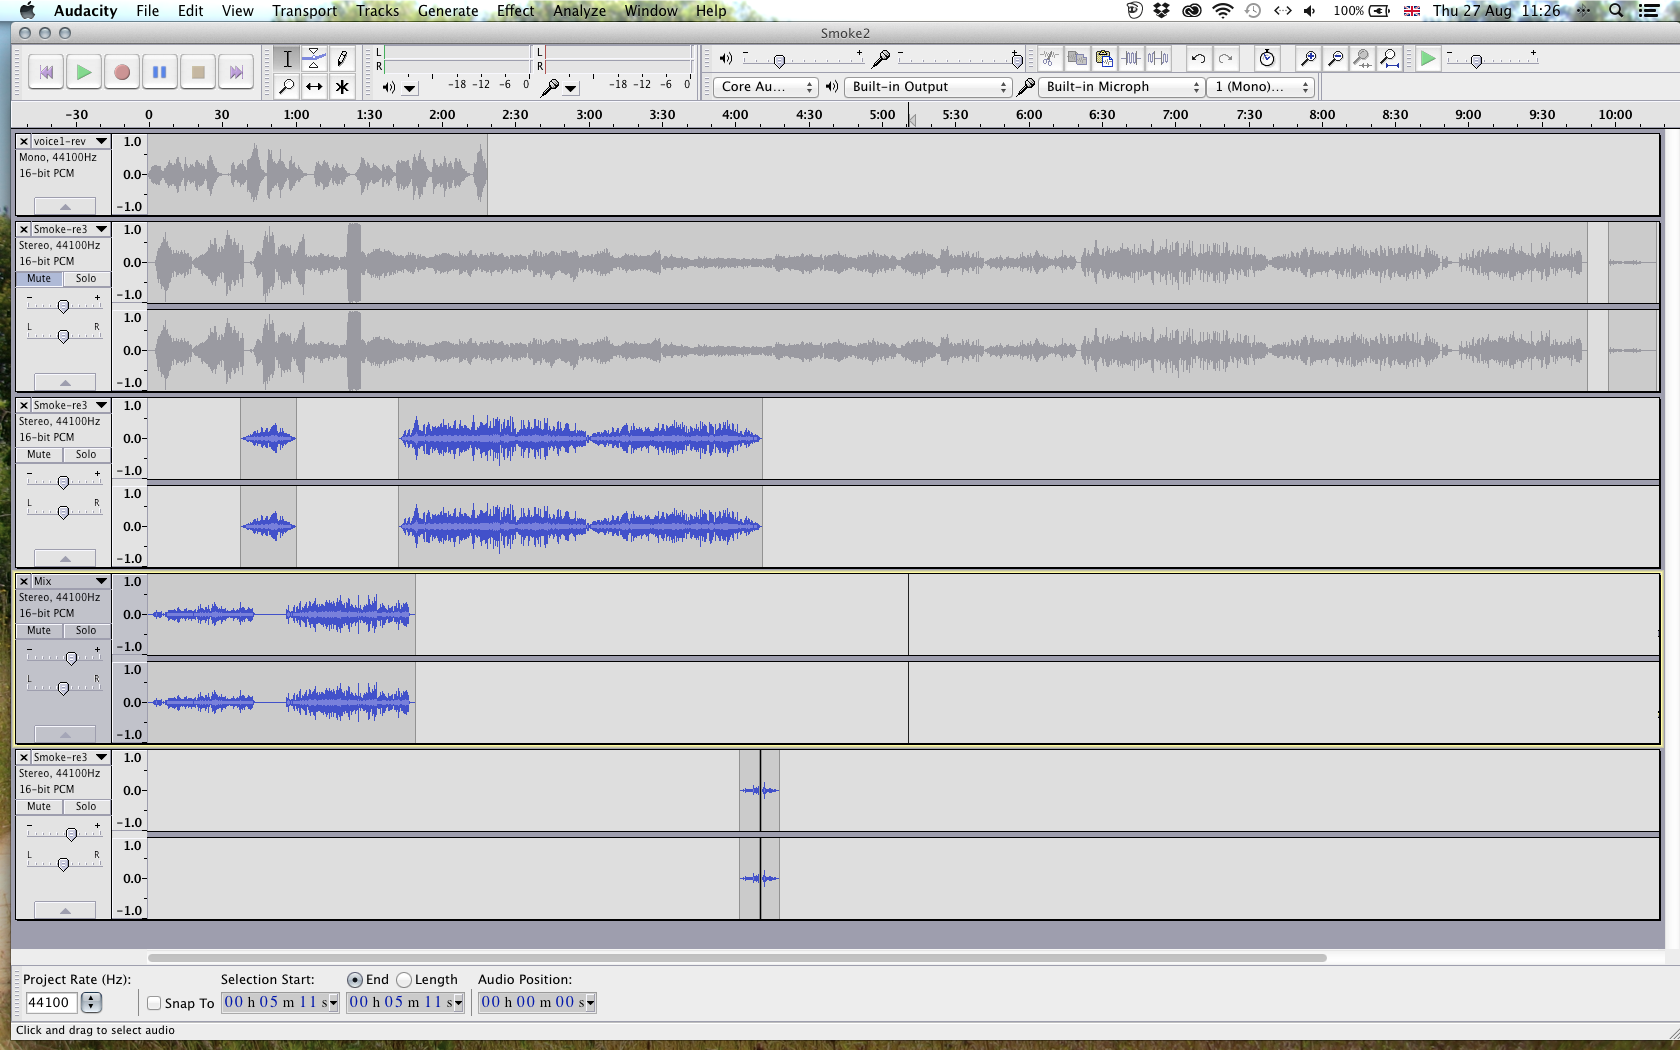 Audacity File Edit View Transport Tracks Generate Effect Analyze Window Help 100% Thu 27 Aug 11:26
Smoke2
L
R
-18 -12 -6 0
L
R
-18 -12 -6 0
- +
- +
- +
Core Au... Built-in Output Built-in Microph 1 (Mono)...
-30 0 30 1:00 1:30 2:00 2:30 3:00 3:30 4:00 4:30 5:00 5:30 6:00 6:30 7:00 7:30 8:00 8:30 9:00 9:30 10:00
voice1-rev
Mono, 44100Hz
16-bit PCM
1.0
0.0
-1.0
Smoke-re3
Stereo, 44100Hz
16-bit PCM
Mute Solo
- +
L R
1.0
0.0
-1.0
1.0
0.0
-1.0
Smoke-re3
Stereo, 44100Hz
16-bit PCM
Mute Solo
- +
L R
1.0
0.0
-1.0
1.0
0.0
-1.0
Mix
Stereo, 44100Hz
16-bit PCM
Mute Solo
- +
L R
1.0
0.0
-1.0
1.0
0.0
-1.0
Smoke-re3
Stereo, 44100Hz
16-bit PCM
Mute Solo
- +
L R
1.0
0.0
-1.0
1.0
0.0
-1.0
Project Rate (Hz): Selection Start: End Length Audio Position:
44100 Snap To 00 h 05 m 11 s 00 h 05 m 11 s 00 h 00 m 00 s
Click and drag to select audio